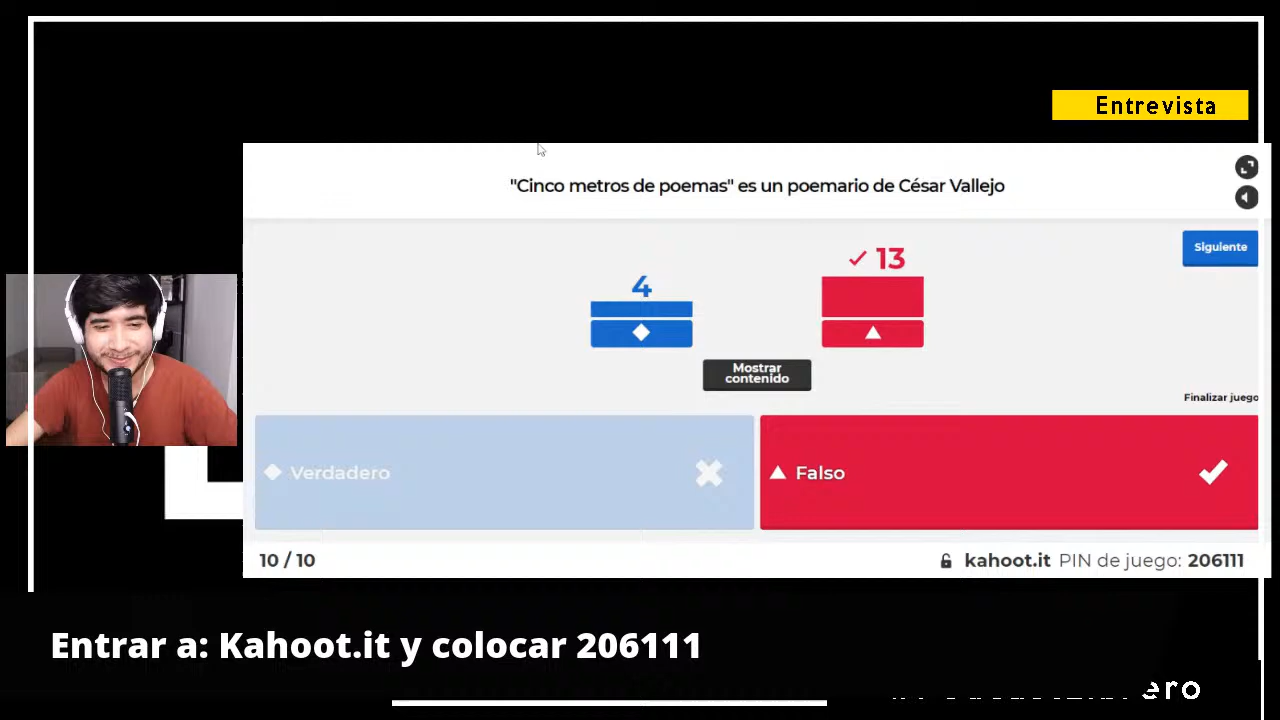 Entrevista
"Cinco metros de poemas" es un poemario de César Vallejo
Siguiente
4
13
Mostrar
contenido
Finalizar juego
Verdadero
Falso
10 / 10
kahoot.it PIN de juego: 206111
Entrar a: Kahoot.it y colocar 206111